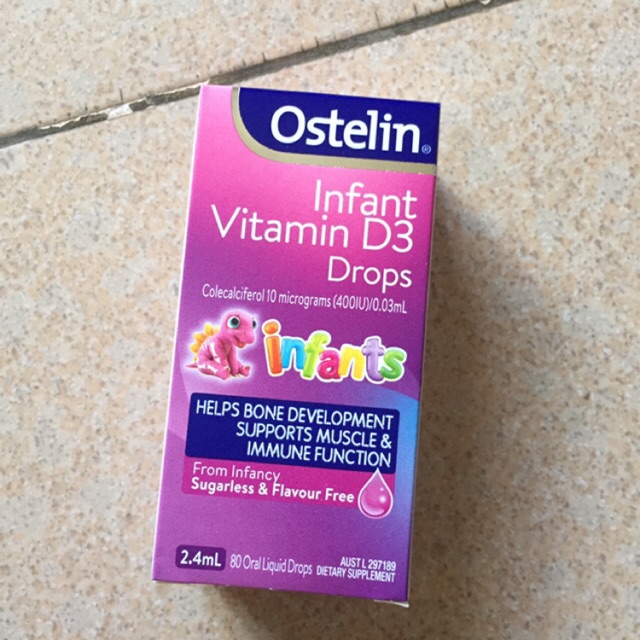 Ostelin®
Infant
Vitamin D3
Drops
Colecalciferol 10 micrograms (400IU)/0.03mL
infants
HELPS BONE DEVELOPMENT
SUPPORTS MUSCLE &
IMMUNE FUNCTION
From Infancy
Sugarless & Flavour Free
2.4mL 80 Oral Liquid Drops
AUST L 297189
DIETARY SUPPLEMENT